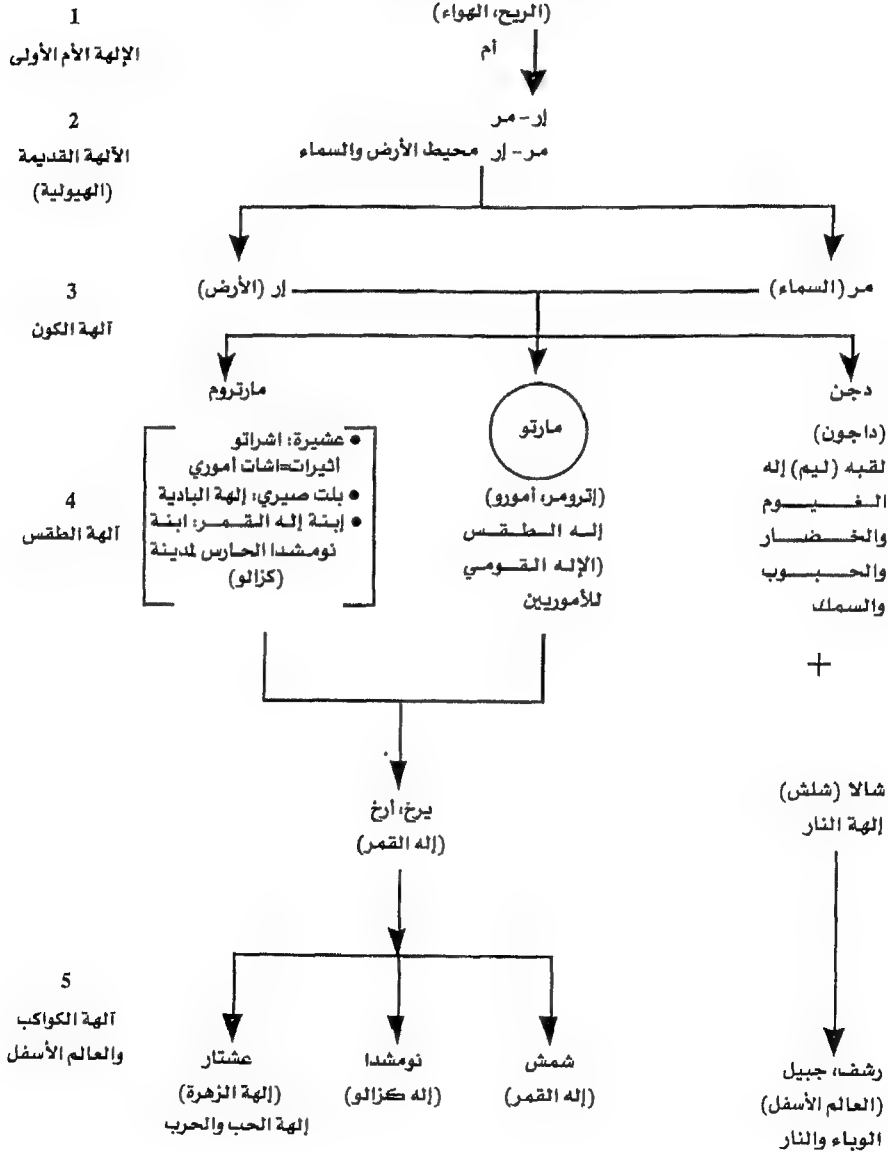 (الريح، الهواء)
أم
1
الإلهة الأم الأولى
إر - مر
مر - إر محيط الأرض والسماء
2
الآلهة القديمة
(الهيولية)
مر (السماء)
إر (الأرض)
3
آلهة الكون
دجن
(داجون)
لقبه (ليم) إله
الغيوم
والخضار
والحبوب
والسمك
+
مارتو
(إترومر، أمورو)
إله الطقس
(الإله القومي
للأموريين
مارتروم
• عشيرة: اشراتو
أثيرات=اشات أموري
• بلت صيري: إلهة البادية
• إبنة إله القمر: ابنة
نومشدا الحارس لمدينة
(كزالو)
4
آلهة الطقس
شالا (شلش)
إلهة النار
يرخ، أرخ
(إله القمر)
رشف، جبيل
(العالم الأسفل)
الوباء والنار
شمش
(إله القمر)
نومشدا
(إله كزالو)
عشتار
(إلهة الزهرة)
إلهة الحب والحرب
5
آلهة الكواكب
والعالم الأسفل